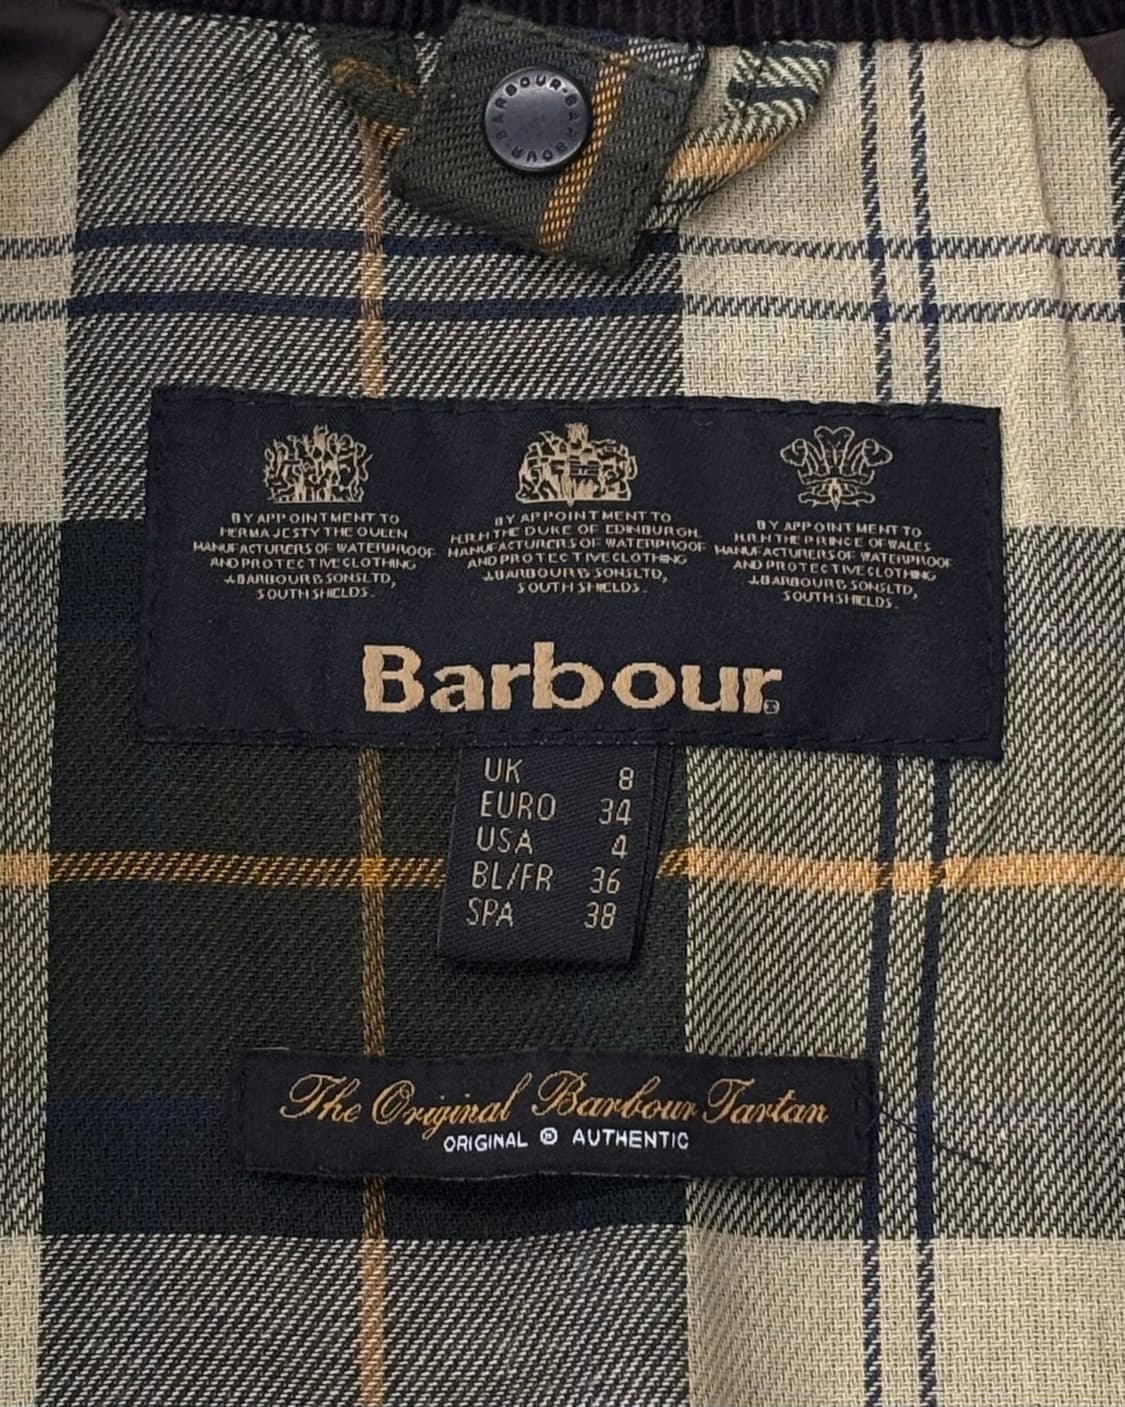 BARBOUR · BARBOUR · BARBOUR
BY APPOINTMENT TO
HER MAJESTY THE QUEEN
MANUFACTURERS OF WATERPROOF
AND PROTECTIVE CLOTHING
J. BARBOUR & SONS LTD,
SOUTH SHIELDS.
BY APPOINTMENT TO
H.R.H THE DUKE OF EDINBURGH
MANUFACTURERS OF WATERPROOF
AND PROTECTIVE CLOTHING
J. BARBOUR & SONS LTD,
SOUTH SHIELDS.
BY APPOINTMENT TO
H.R.H THE PRINCE OF WALES
MANUFACTURERS OF WATERPROOF
AND PROTECTIVE CLOTHING
J. BARBOUR & SONS LTD,
SOUTH SHIELDS.
Barbour®
UK 8
EURO 34
USA 4
BL/FR 36
SPA 38
The Original Barbour Tartan
ORIGINAL ® AUTHENTIC